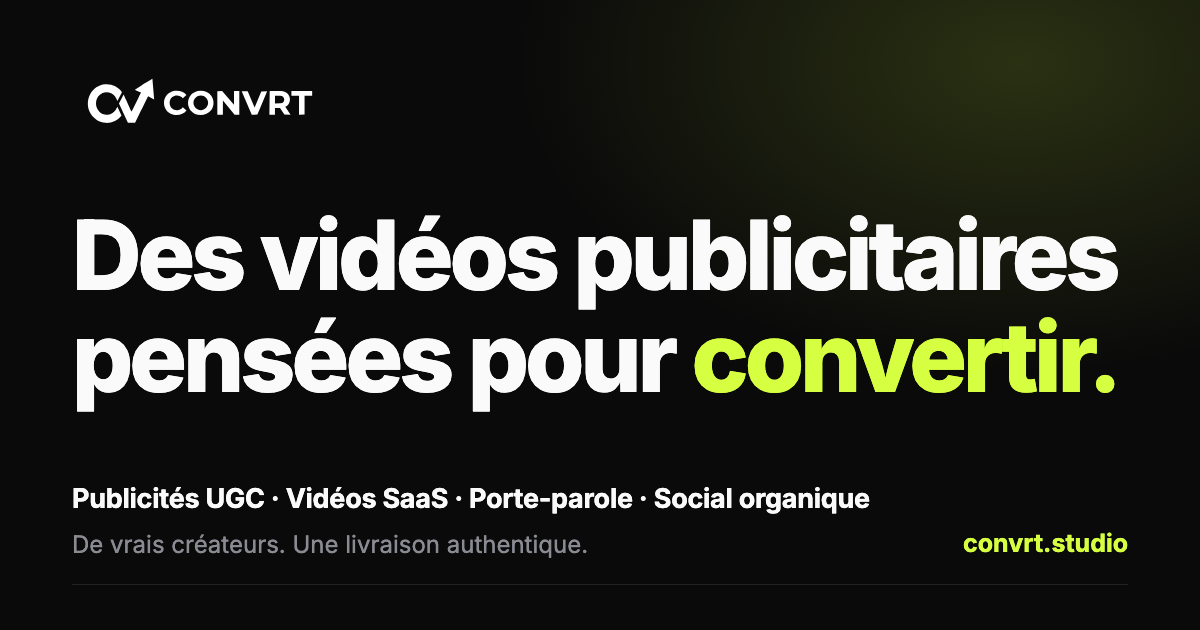 CONVRT
Des vidéos publicitaires
pensées pour convertir.
Publicités UGC · Vidéos SaaS · Porte-parole · Social organique
De vrais créateurs. Une livraison authentique.
convrt.studio